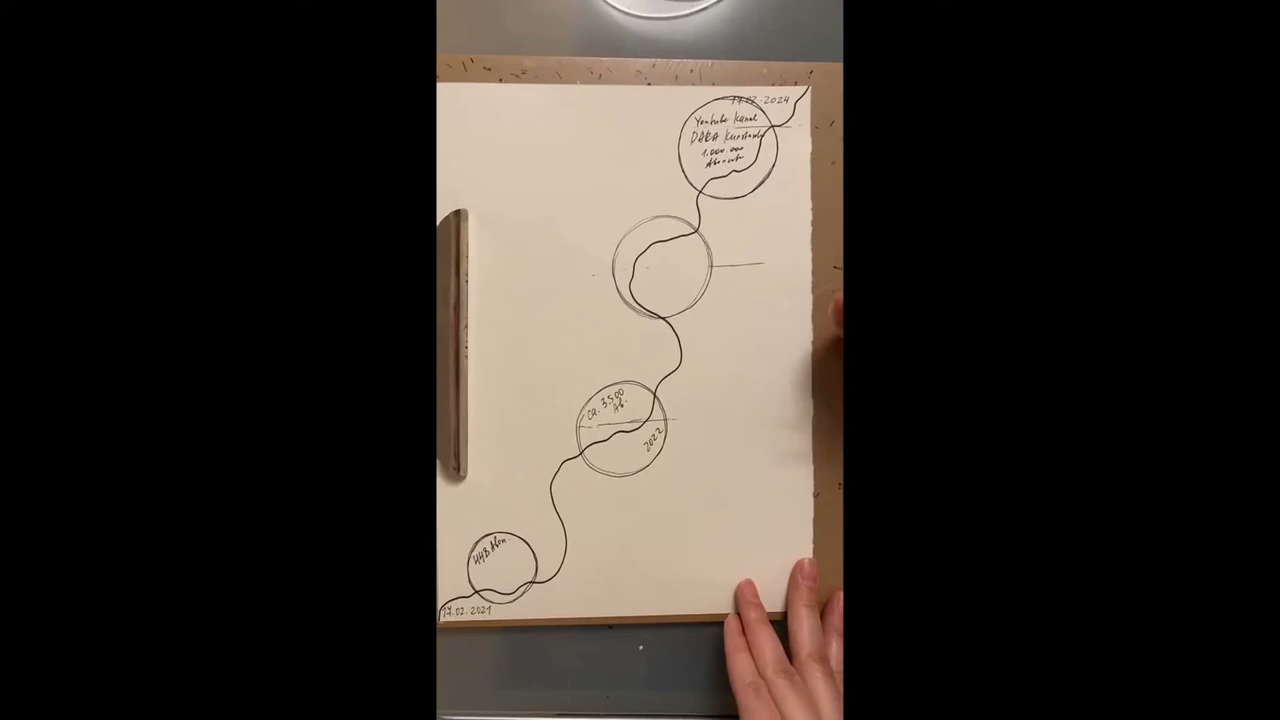 17.02.2024
Youtube Kanal
DARA
1.000.000
ca. 3.500
Ab.
2022
448 Abon.
17.02.2021